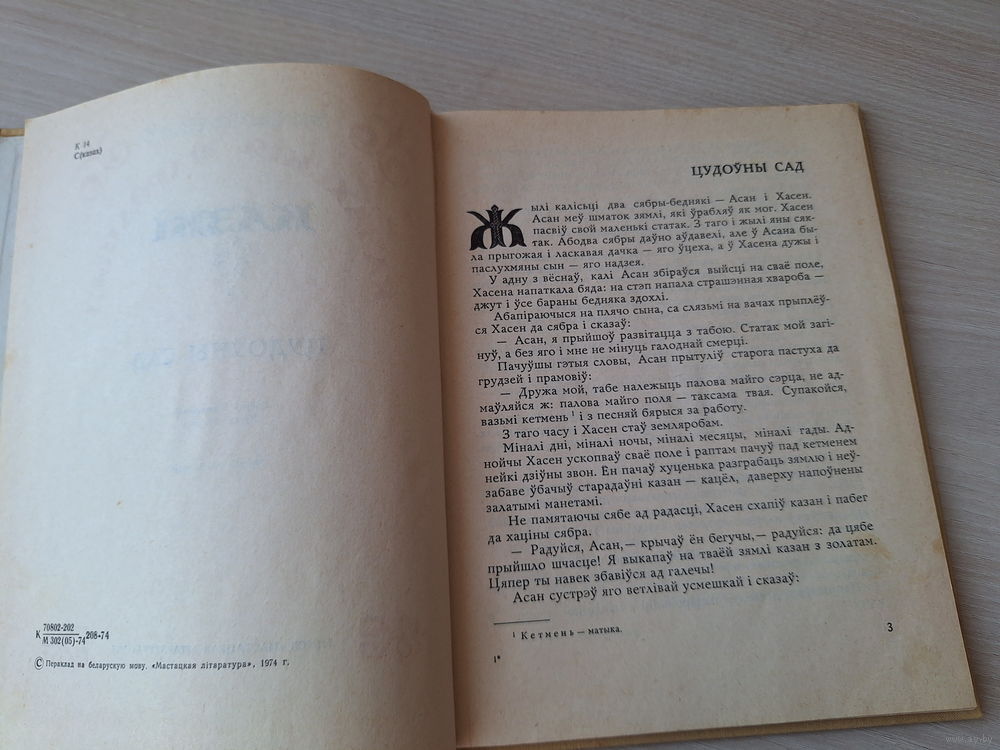 К 14
С(казах)
К 70802-202 208-74
М 302(05)-74
© Пераклад на беларускую мову. «Мастацкая літаратура», 1974 г.
ЦУДОЎНЫ САД
Жылі калісьці два сябры-беднякі — Асан і Хасен.
Асан меў шматок зямлі, які ўрабляў як мог. Хасен
пасвіў свой маленькі статак. З таго і жылі яны сяк-
так. Абодва сябры даўно аўдавелі, але ў Асана бы-
ла прыгожая і ласкавая дачка — яго ўцеха, а ў Хасена дужы і
паслухмяны сын — яго надзея.
У адну з вёснаў, калі Асан збіраўся выйсці на сваё поле,
Хасена напаткала бяда: на стэп напала страшэнная хвароба —
джут і ўсе бараны бедняка здохлі.
Абапіраючыся на плячо сына, са слязьмі на вачах прыплёў-
ся Хасен да сябра і сказаў:
— Асан, я прыйшоў развітацца з табою. Статак мой загі-
нуў, а без яго і мне не мінуць галоднай смерці.
Пачуўшы гэтыя словы, Асан прытуліў старога пастуха да
грудзей і прамовіў:
— Дружа мой, табе належыць палова майго сэрца, не ад-
маўляйся ж: палова майго поля — таксама твая. Супакойся,
вазьмі кетмень ¹ і з песняй бярыся за работу.
З таго часу і Хасен стаў земляробам.
Міналі дні, міналі ночы, міналі месяцы, міналі гады. Ад-
нойчы Хасен ускопваў сваё поле і раптам пачуў пад кетменем
нейкі дзіўны звон. Ён пачаў хуценька разграбаць зямлю і неў-
забаве ўбачыў старадаўні казан — кацёл, даверху напоўнены
залатымі манетамі.
Не памятаючы сябе ад радасці, Хасен схапіў казан і пабег
да хаціны сябра.
— Радуйся, Асан,— крычаў ён бегучы,— радуйся: да цябе
прыйшло шчасце! Я выкапаў на тваёй зямлі казан з золатам.
Цяпер ты навек збавіўся ад галечы!
Асан сустрэў яго ветлівай усмешкай і сказаў:
¹ Кетмень — матыка.
1*
3
www.ay.by